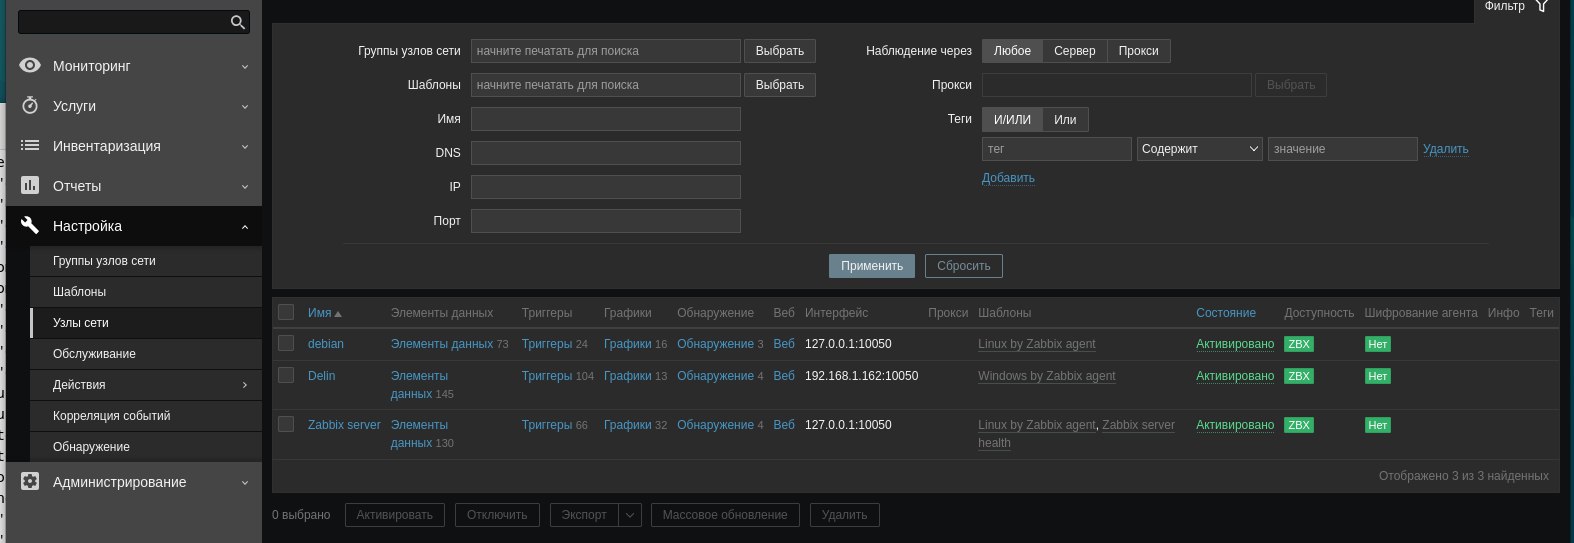 Фильтр
Мониторинг
Услуги
Инвентаризация
Отчеты
Настройка
Группы узлов сети
Шаблоны
Узлы сети
Обслуживание
Действия
Корреляция событий
Обнаружение
Администрирование
Группы узлов сети начните печатать для поиска Выбрать
Шаблоны начните печатать для поиска Выбрать
Имя
DNS
IP
Порт
Наблюдение через Любое Сервер Прокси
Прокси Выбрать
Теги И/ИЛИ Или
тег Содержит значение Удалить
Добавить
Применить Сбросить
Имя Элементы данных Триггеры Графики Обнаружение Веб Интерфейс Прокси Шаблоны Состояние Доступность Шифрование агента Инфо Теги
debian Элементы данных 73 Триггеры 24 Графики 16 Обнаружение 3 Веб 127.0.0.1:10050 Linux by Zabbix agent Активировано ZBX Нет
Delin Элементы Триггеры 104 Графики 13 Обнаружение 4 Веб 192.168.1.162:10050 Windows by Zabbix agent Активировано ZBX Нет
данных 145
Zabbix server Элементы Триггеры 66 Графики 32 Обнаружение 4 Веб 127.0.0.1:10050 Linux by Zabbix agent, Zabbix server Активировано ZBX Нет
данных 130 health
Отображено 3 из 3 найденных
0 выбрано Активировать Отключить Экспорт Массовое обновление Удалить